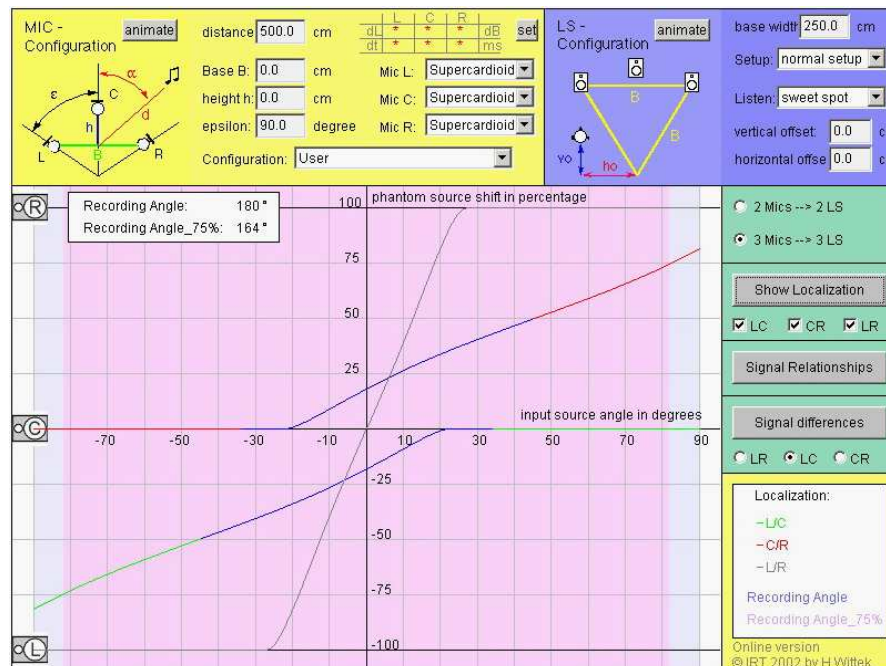 MIC -
Configuration
animate
ε
α
C
d
h
L
B
R
distance 500.0 cm
L C R
dL * * * dB
dt * * * ms
set
Base B: 0.0 cm
height h: 0.0 cm
epsilon: 90.0 degree
Mic L: Supercardioid
Mic C: Supercardioid
Mic R: Supercardioid
Configuration: User
LS -
Configuration
animate
B
B
vo
ho
base width 250.0 cm
Setup: normal setup
Listen: sweet spot
vertical offset: 0.0 c
horizontal offse 0.0 c
R
Recording Angle: 180°
Recording Angle_75%: 164°
100 phantom source shift in percentage
75
50
25
input source angle in degrees
C
-70 -50 -30 -10 10 30 50 70 90
-25
-50
-75
-100
L
2 Mics --> 2 LS
3 Mics --> 3 LS
Show Localization
LC CR LR
Signal Relationships
Signal differences
LR LC CR
Localization:
-L/C
-C/R
-L/R
Recording Angle
Recording Angle_75%
Online version
© IRT 2002 by H.Wittek